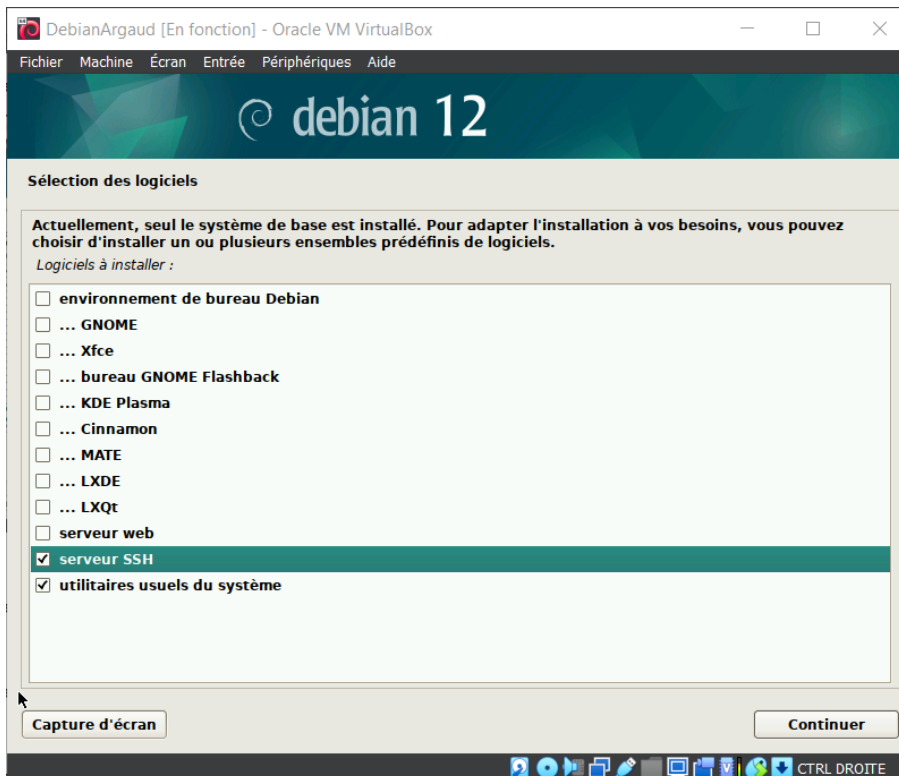 DebianArgaud [En fonction] - Oracle VM VirtualBox
Fichier Machine Écran Entrée Périphériques Aide
debian 12
Sélection des logiciels
Actuellement, seul le système de base est installé. Pour adapter l'installation à vos besoins, vous pouvez
choisir d'installer un ou plusieurs ensembles prédéfinis de logiciels.
Logiciels à installer :
environnement de bureau Debian
... GNOME
... Xfce
... bureau GNOME Flashback
... KDE Plasma
... Cinnamon
... MATE
... LXDE
... LXQt
serveur web
serveur SSH
utilitaires usuels du système
Capture d'écran
Continuer
CTRL DROITE